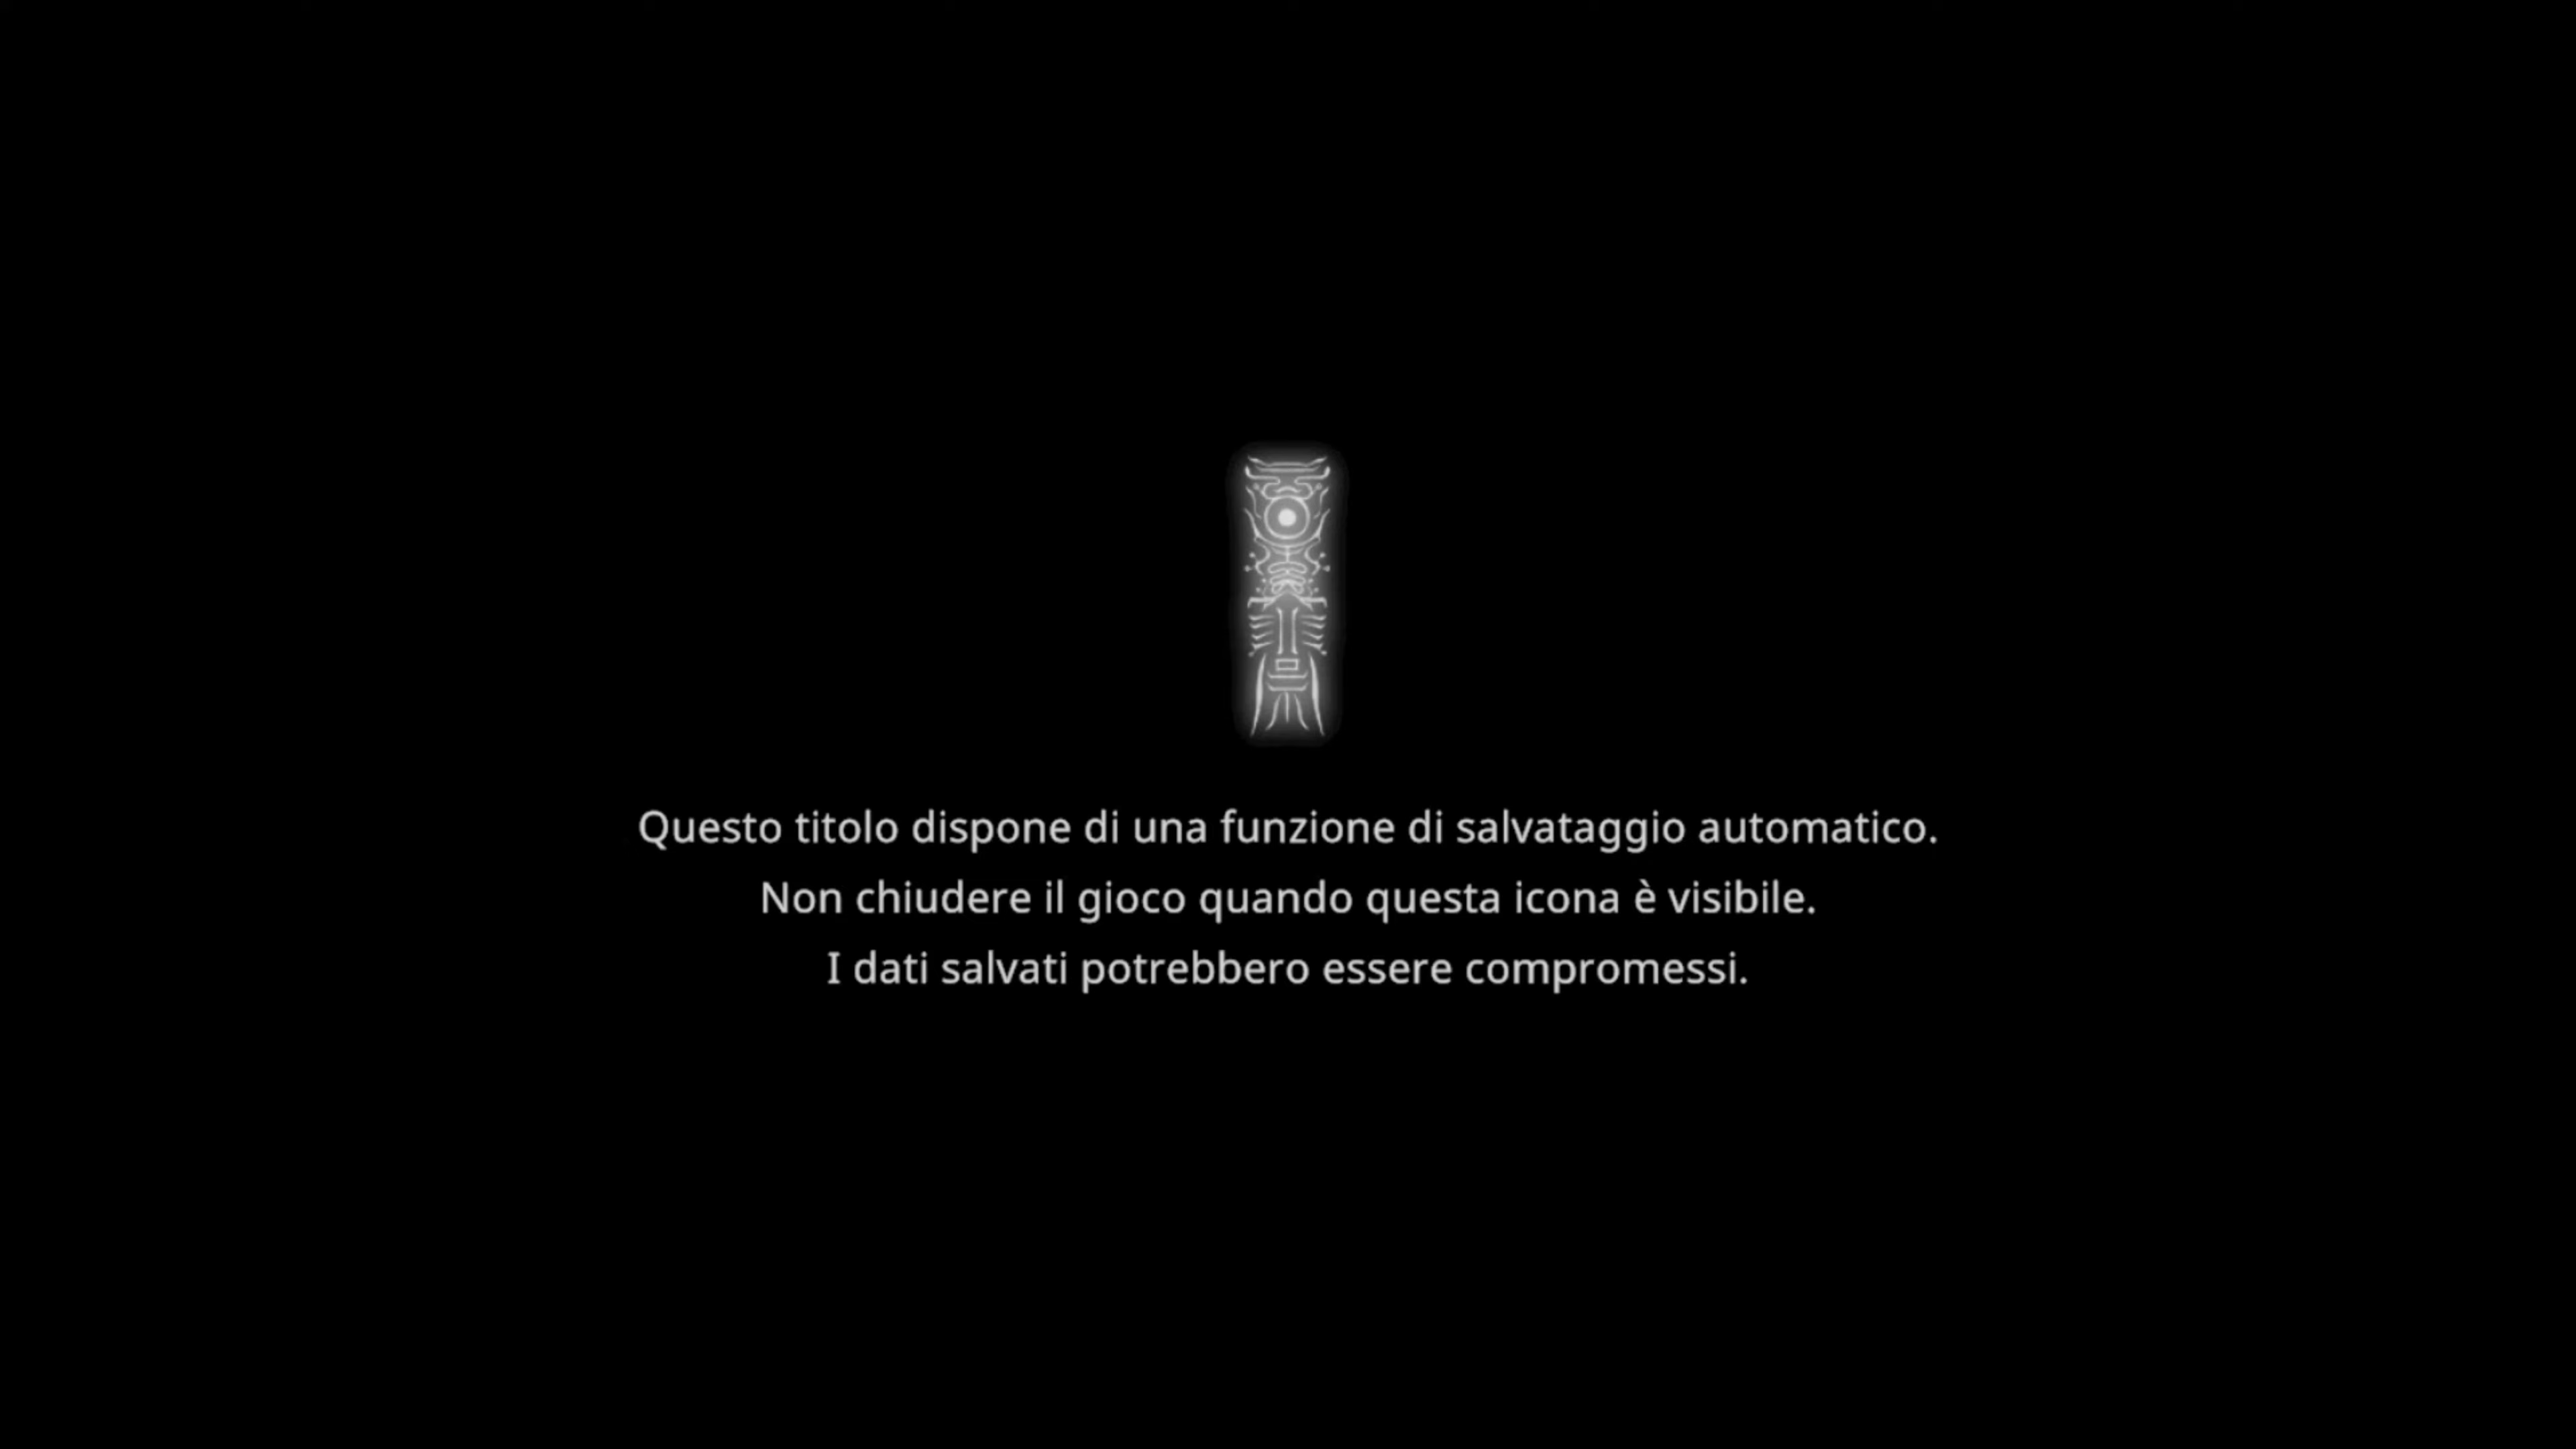 Questo titolo dispone di una funzione di salvataggio automatico.
Non chiudere il gioco quando questa icona è visibile.
I dati salvati potrebbero essere compromessi.